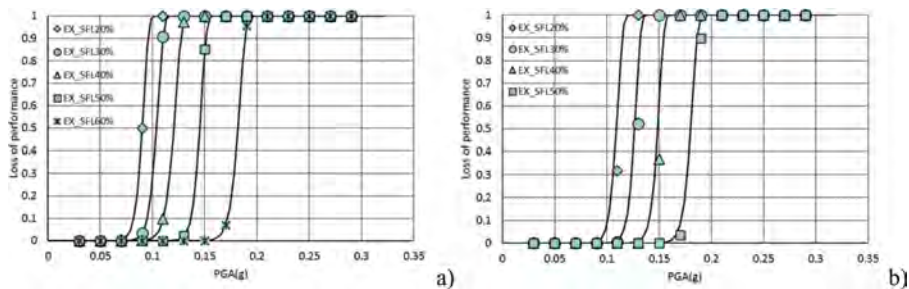 Loss of performance
1
0.9
0.8
0.7
0.6
0.5
0.4
0.3
0.2
0.1
0
EX_SFL20%
EX_SFL30%
EX_SFL40%
EX_SFL50%
EX_SFL60%
0 0.05 0.1 0.15 0.2 0.25 0.3 0.35
PGA(g)
a)
Loss of performance
1
0.9
0.8
0.7
0.6
0.5
0.4
0.3
0.2
0.1
0
EX_SFL20%
EX_SFL30%
EX_SFL40%
EX_SFL50%
0 0.05 0.1 0.15 0.2 0.25 0.3 0.35
PGA(g)
b)